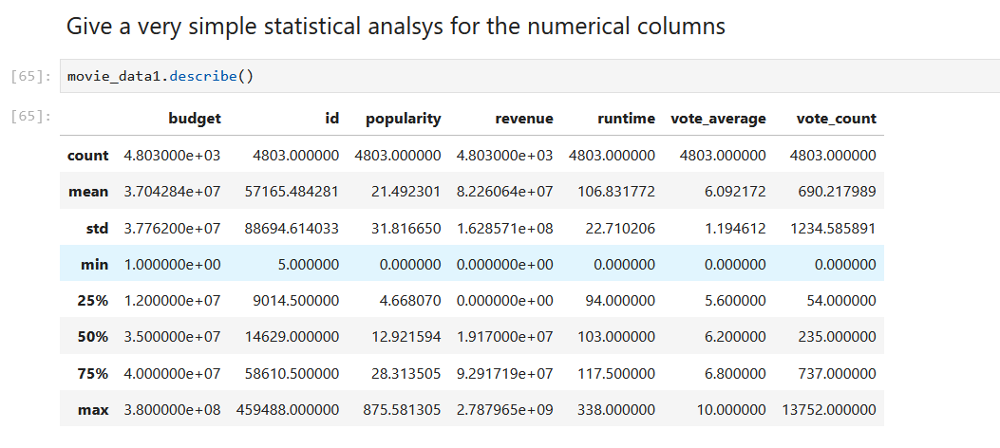 Give a very simple statistical analsys for the numerical columns
[65]: movie_data1.describe()
[65]:
budget id popularity revenue runtime vote_average vote_count
count 4.803000e+03 4803.000000 4803.000000 4.803000e+03 4803.000000 4803.000000 4803.000000
mean 3.704284e+07 57165.484281 21.492301 8.226064e+07 106.831772 6.092172 690.217989
std 3.776200e+07 88694.614033 31.816650 1.628571e+08 22.710206 1.194612 1234.585891
min 1.000000e+00 5.000000 0.000000 0.000000e+00 0.000000 0.000000 0.000000
25% 1.200000e+07 9014.500000 4.668070 0.000000e+00 94.000000 5.600000 54.000000
50% 3.500000e+07 14629.000000 12.921594 1.917000e+07 103.000000 6.200000 235.000000
75% 4.000000e+07 58610.500000 28.313505 9.291719e+07 117.500000 6.800000 737.000000
max 3.800000e+08 459488.000000 875.581305 2.787965e+09 338.000000 10.000000 13752.000000